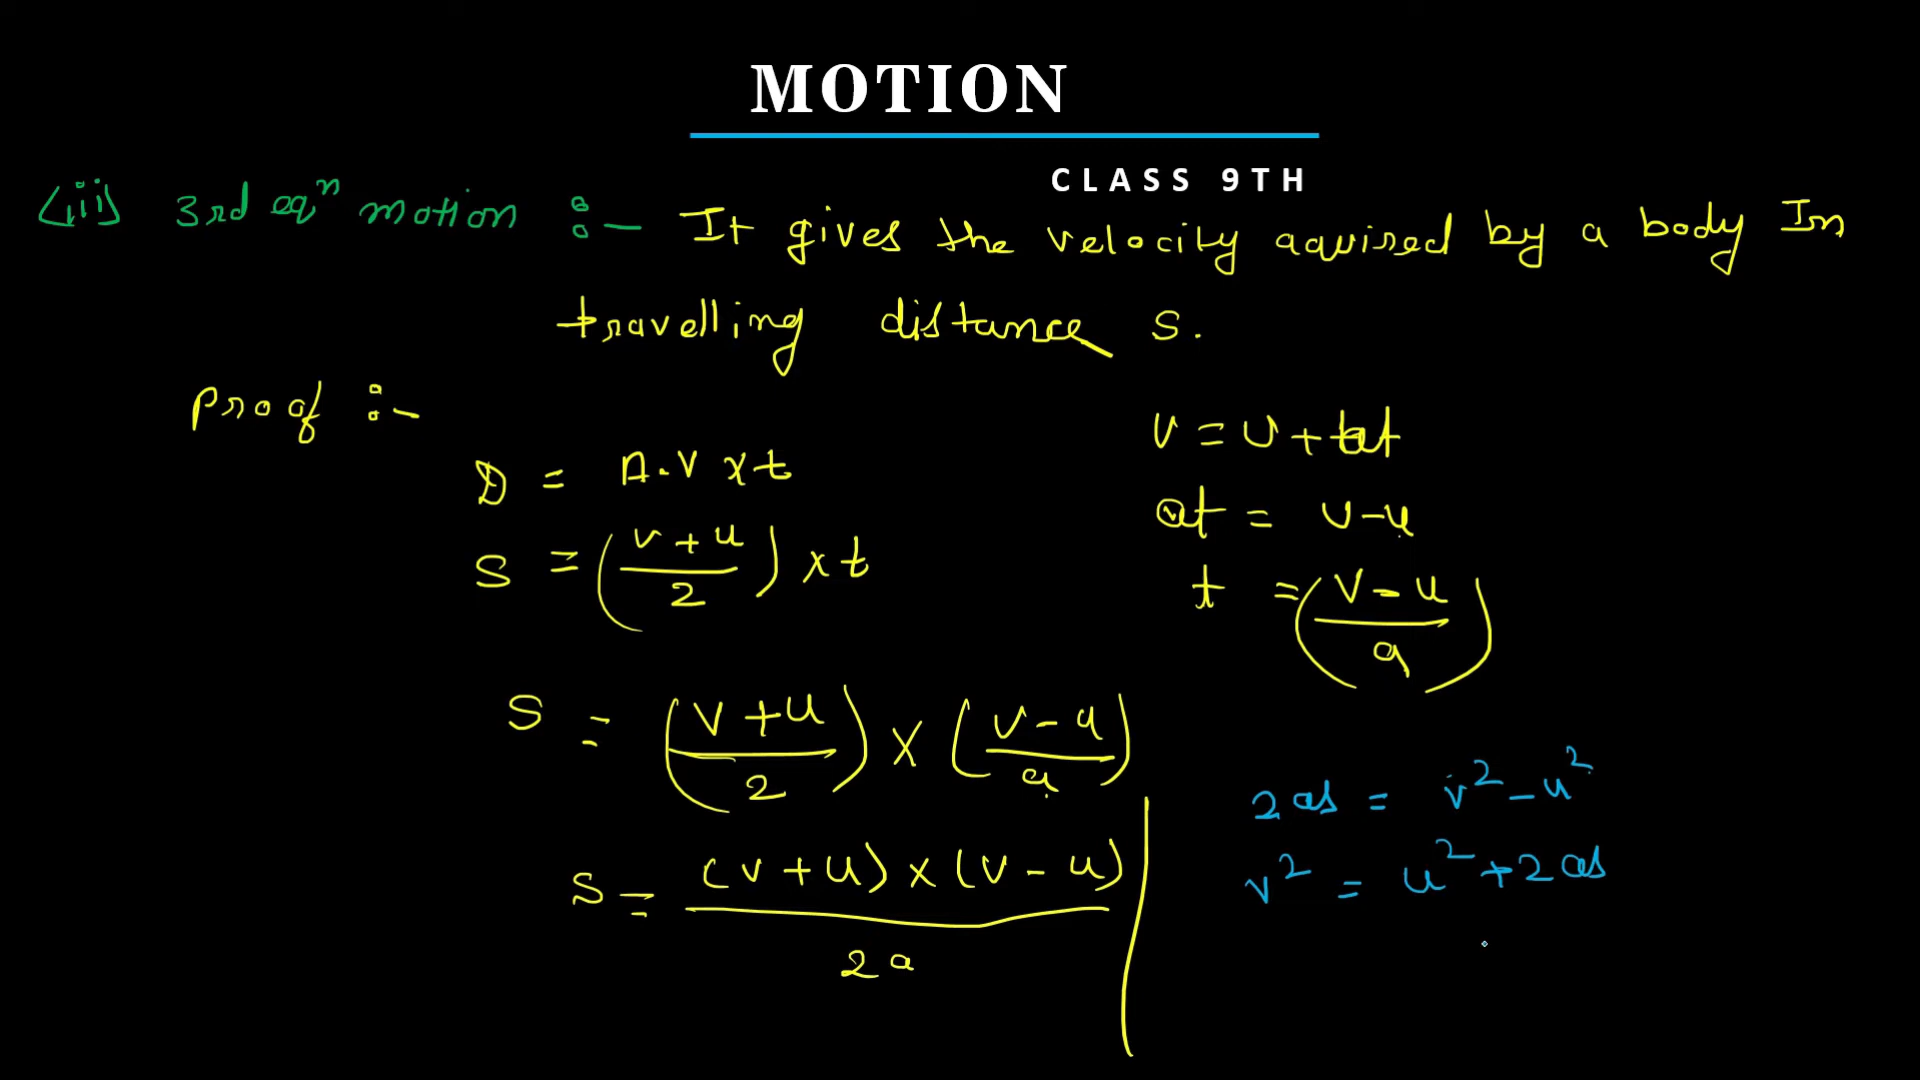 MOTION
CLASS 9TH
(iii) 3rd eqⁿ motion :- It gives the velocity aquired by a body In
travelling distance s.
Proof :-
D = A.V x t
S = (v+u/2) x t
V = U + at
at = v-u
t = (V-u/a)
S = (V+u/2) X (v-u/a)
S = (v+u) x (v-u)/2a
2as = v²-u²
v² = u²+2as